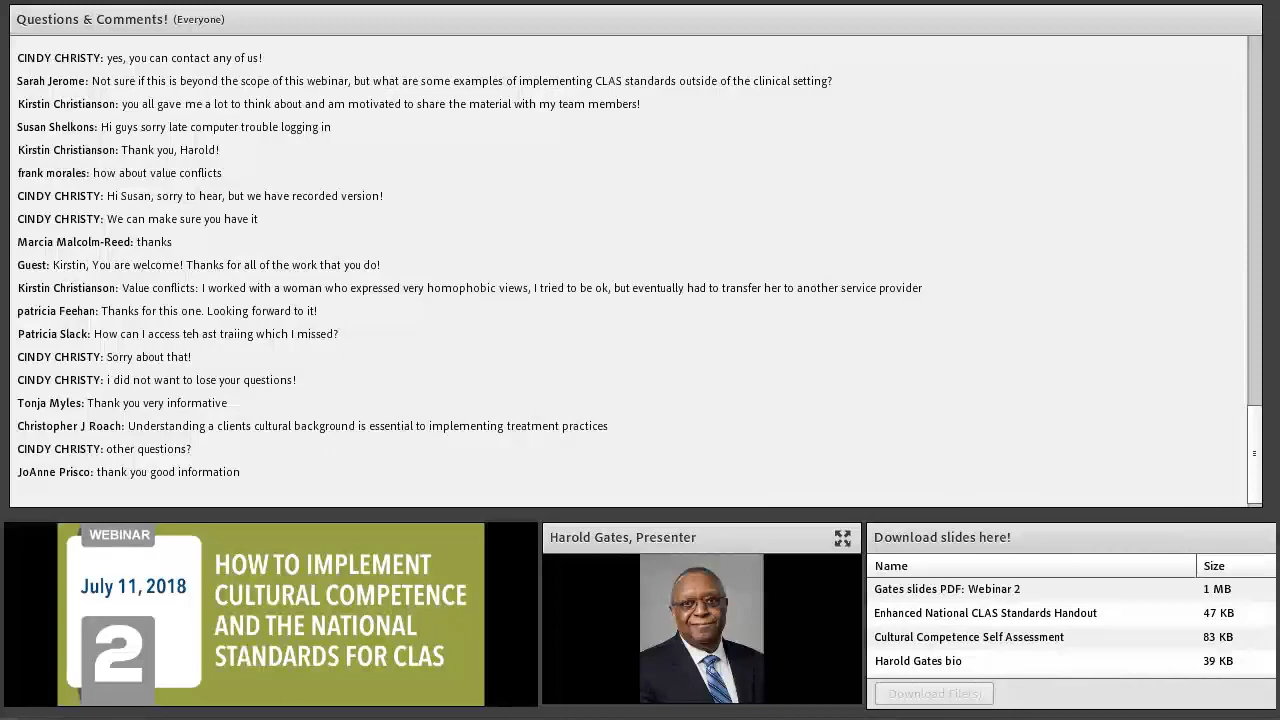 Questions & Comments! (Everyone)
CINDY CHRISTY: yes, you can contact any of us!
Sarah Jerome: Not sure if this is beyond the scope of this webinar, but what are some examples of implementing CLAS standards outside of the clinical setting?
Kirstin Christianson: you all gave me a lot to think about and am motivated to share the material with my team members!
Susan Shelkons: Hi guys sorry late computer trouble logging in
Kirstin Christianson: Thank you, Harold!
frank morales: how about value conflicts
CINDY CHRISTY: Hi Susan, sorry to hear, but we have recorded version!
CINDY CHRISTY: We can make sure you have it
Marcia Malcolm-Reed: thanks
Guest: Kirstin, You are welcome! Thanks for all of the work that you do!
Kirstin Christianson: Value conflicts: I worked with a woman who expressed very homophobic views, I tried to be ok, but eventually had to transfer her to another service provider
patricia Feehan: Thanks for this one. Looking forward to it!
Patricia Slack: How can I access teh ast traiing which I missed?
CINDY CHRISTY: Sorry about that!
CINDY CHRISTY: i did not want to lose your questions!
Tonja Myles: Thank you very informative
Christopher J Roach: Understanding a clients cultural background is essential to implementing treatment practices
CINDY CHRISTY: other questions?
JoAnne Prisco: thank you good information
WEBINAR
July 11, 2018
2
HOW TO IMPLEMENT
CULTURAL COMPETENCE
AND THE NATIONAL
STANDARDS FOR CLAS
Harold Gates, Presenter
Download slides here!
Name Size
Gates slides PDF: Webinar 2 1 MB
Enhanced National CLAS Standards Handout 47 KB
Cultural Competence Self Assessment 83 KB
Harold Gates bio 39 KB
Download File(s)